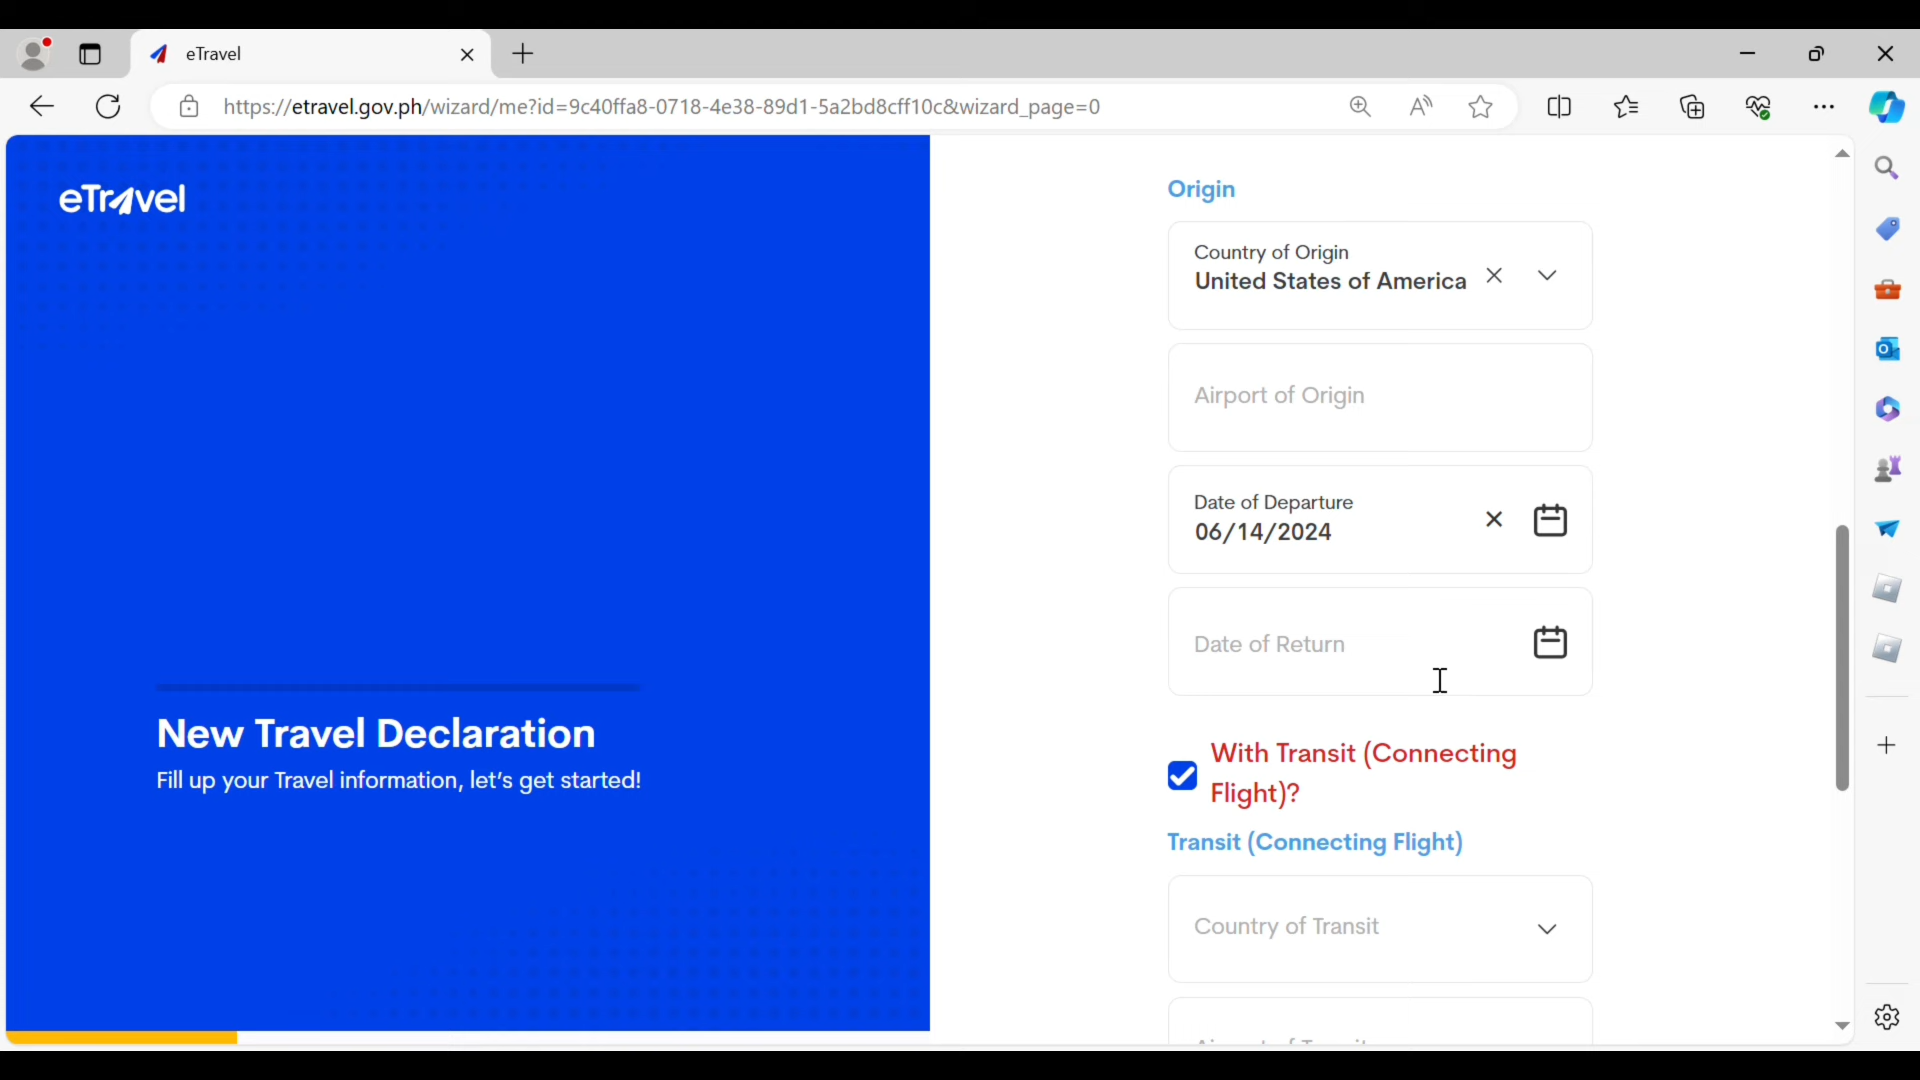 eTravel
https://etravel.gov.ph/wizard/me?id=9c40ffa8-0718-4e38-89d1-5a2bd8cff10c&wizard_page=0
eTravel
New Travel Declaration
Fill up your Travel information, let's get started!
Origin
Country of Origin
United States of America
Airport of Origin
Date of Departure
06/14/2024
Date of Return
With Transit (Connecting
Flight)?
Transit (Connecting Flight)
Country of Transit